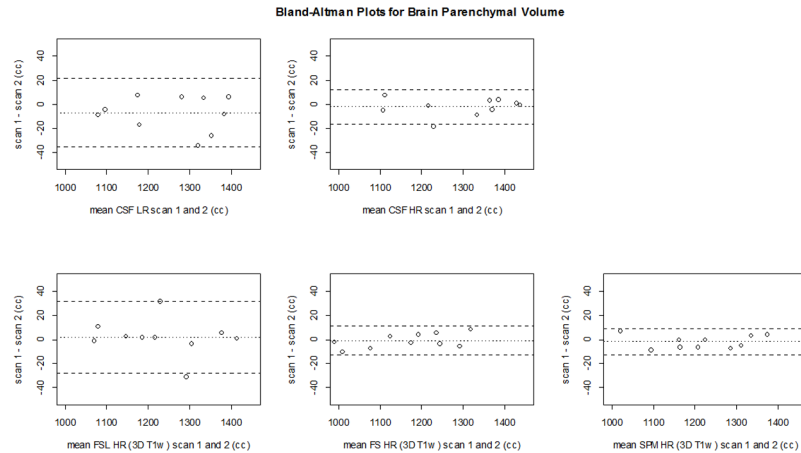 Bland-Altman Plots for Brain Parenchymal Volume
scan 1 - scan 2 (cc)
40
20
0
-20
-40
1000 1100 1200 1300 1400
mean CSF LR scan 1 and 2 (cc)
scan 1 - scan 2 (cc)
40
20
0
-20
-40
1000 1100 1200 1300 1400
mean CSF HR scan 1 and 2 (cc)
scan 1 - scan 2 (cc)
40
20
0
-20
-40
1000 1100 1200 1300 1400
mean FSL HR (3D T1w ) scan 1 and 2 (cc)
scan 1 - scan 2 (cc)
40
20
0
-20
-40
1000 1100 1200 1300 1400
mean FS HR (3D T1w ) scan 1 and 2 (cc)
scan 1 - scan 2 (cc)
40
20
0
-20
-40
1000 1100 1200 1300 1400
mean SPM HR (3D T1w ) scan 1 and 2 (cc)